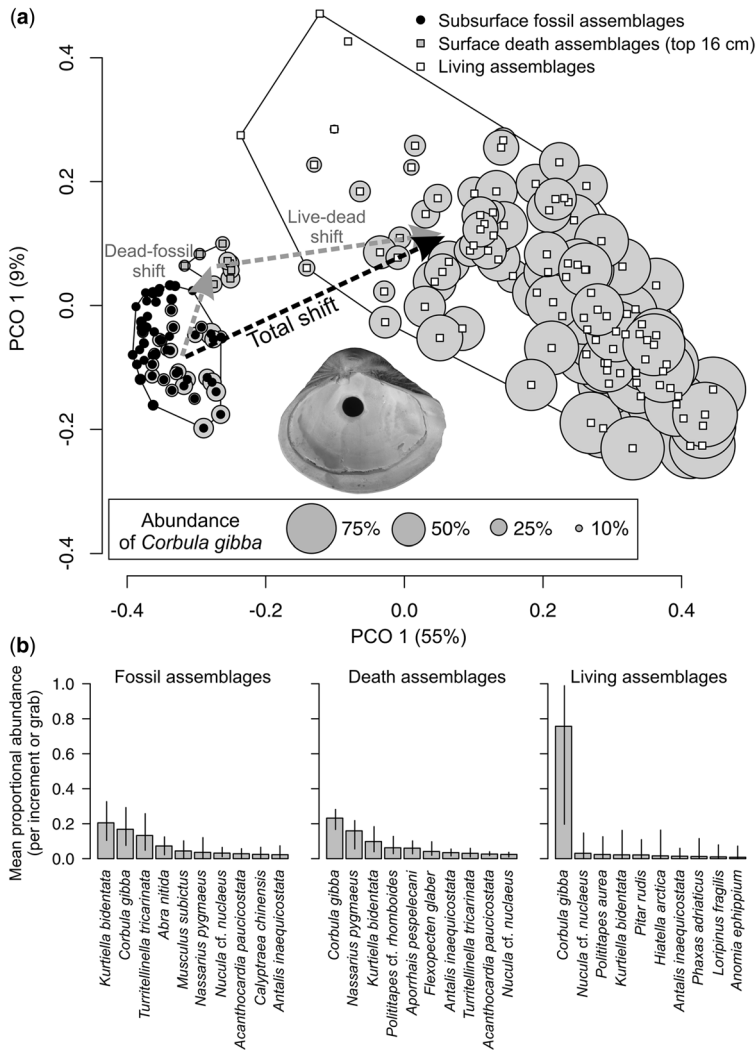 (a)
Subsurface fossil assemblages
Surface death assemblages (top 16 cm)
Living assemblages
0.4
0.2
0.0
-0.2
-0.4
PCO 1 (9%)
Live-dead
shift
Dead-fossil
shift
Total shift
Abundance
of Corbula gibba
75%
50%
25%
10%
-0.4
-0.2
0.0
0.2
0.4
PCO 1 (55%)
(b)
Fossil assemblages
Death assemblages
Living assemblages
Mean proportional abundance
(per increment or grab)
1.0
0.8
0.6
0.4
0.2
0.0
Kurtiella bidentata
Corbula gibba
Turritellinella tricarinata
Abra nitida
Musculus subictus
Nassarius pygmaeus
Nucula cf. nuclaeus
Acanthocardia paucicostata
Calyptraea chinensis
Antalis inaequicostata
Corbula gibba
Nassarius pygmaeus
Kurtiella bidentata
Polititapes cf. rhomboides
Aporrhais pespelecani
Flexopecten glaber
Antalis inaequicostata
Turritellinella tricarinata
Acanthocardia paucicostata
Nucula cf. nuclaeus
Corbula gibba
Nucula cf. nuclaeus
Polititapes aurea
Kurtiella bidentata
Pitar rudis
Hiatella arctica
Antalis inaequicostata
Phaxas adriaticus
Loripinus fragilis
Anomia ephippium